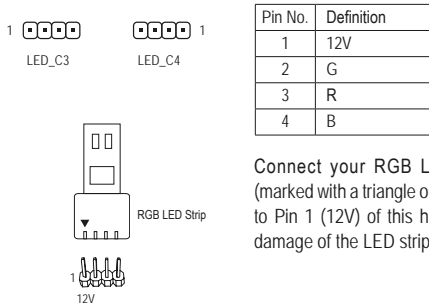 1 1
LED_C3 LED_C4
Pin No. Definition
1 12V
2 G
3 R
4 B
RGB LED Strip
1
12V
Connect your RGB
(marked with a triangle
to Pin 1 (12V) of this
damage of the LED strip